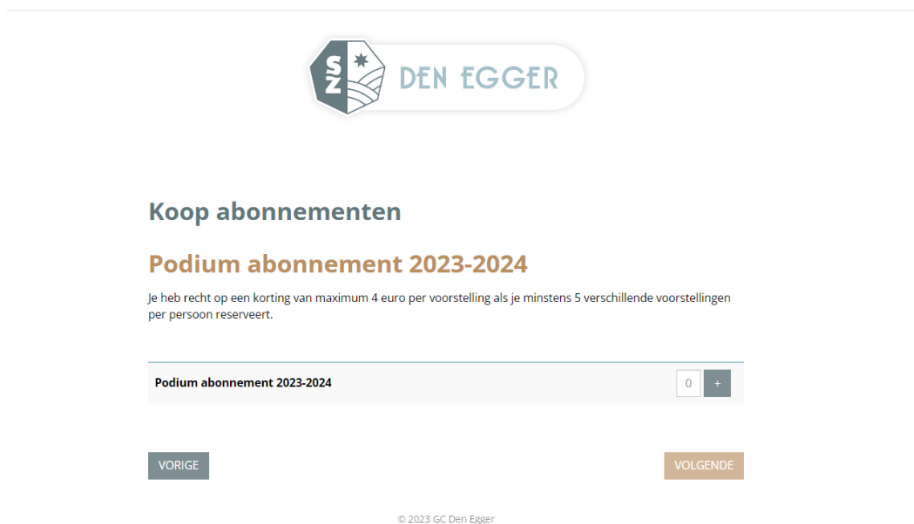 SZ
DEN EGGER
Koop abonnementen
Podium abonnement 2023-2024
Je heb recht op een korting van maximum 4 euro per voorstelling als je minstens 5 verschillende voorstellingen
per persoon reserveert.
Podium abonnement 2023-2024 0 +
VORIGE VOLGENDE
© 2023 GC Den Egger